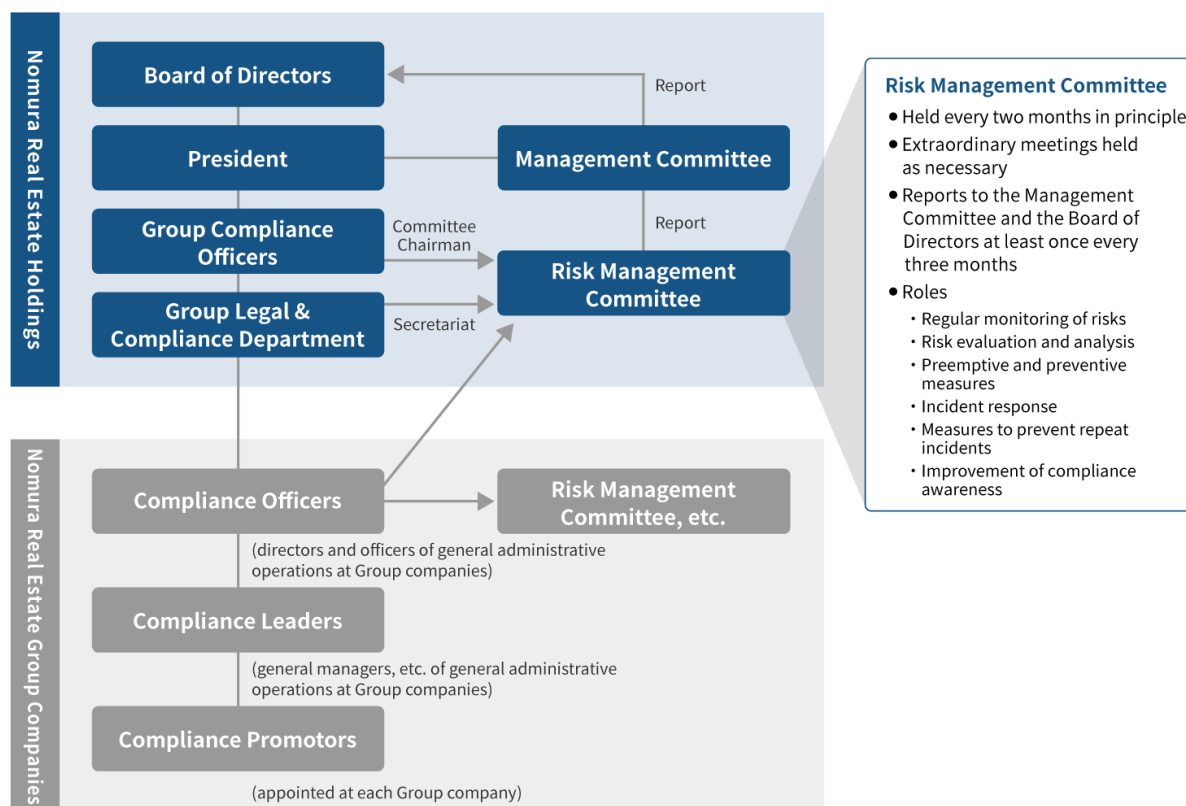 Nomura Real Estate Holdings
Board of Directors
Report
President
Management Committee
Group Compliance
Officers
Committee
Chairman
Report
Risk Management
Committee
Group Legal &
Compliance Department
Secretariat
Risk Management Committee
● Held every two months in principle
● Extraordinary meetings held
as necessary
● Reports to the Management
Committee and the Board of
Directors at least once every
three months
● Roles
・Regular monitoring of risks
・Risk evaluation and analysis
・Preemptive and preventive
measures
・Incident response
・Measures to prevent repeat
incidents
・Improvement of compliance
awareness
Nomura Real Estate Group Companies
Compliance Officers
Risk Management
Committee, etc.
(directors and officers of general administrative
operations at Group companies)
Compliance Leaders
(general managers, etc. of general administrative
operations at Group companies)
Compliance Promotors
(appointed at each Group company)